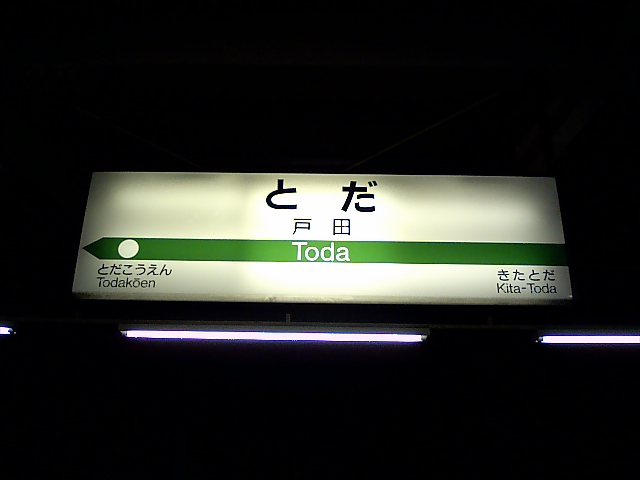 とだ
戸田
Toda
とだこうえん
Todakōen
きたとだ
Kita-Toda